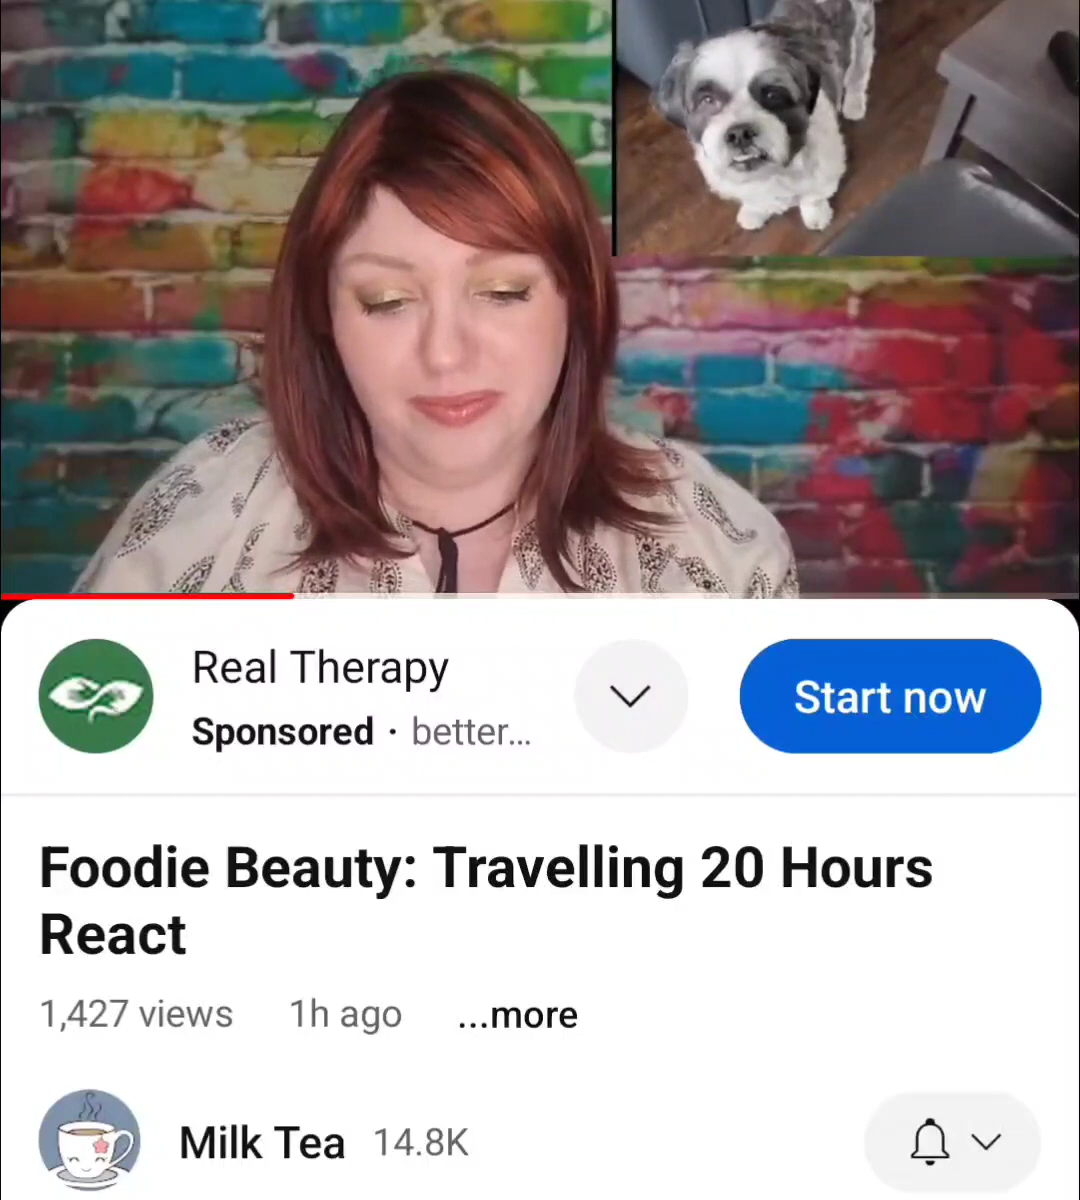 Real Therapy
Sponsored · better...
Start now
Foodie Beauty: Travelling 20 Hours
React
1,427 views 1h ago ...more
Milk Tea 14.8K